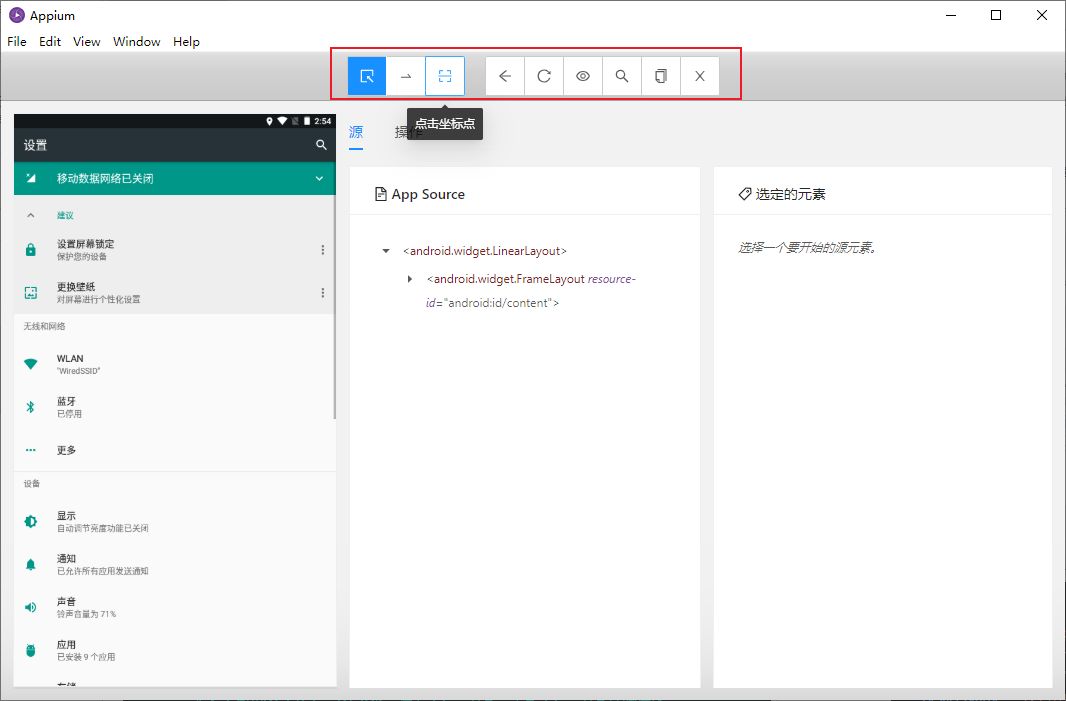 Appium
File Edit View Window Help
点击坐标点
2:54
设置
移动数据网络已关闭
建议
设置屏幕锁定
保护您的设备
更换壁纸
对屏幕进行个性化设置
无线和网络
WLAN
"WiredSSID"
蓝牙
已停用
更多
设备
显示
自动调节亮度功能已关闭
通知
已允许所有应用发送通知
声音
铃声音量为 71%
应用
已安装 9 个应用
源 操作
App Source
<android.widget.LinearLayout>
<android.widget.FrameLayout resource-
id="android:id/content">
选定的元素
选择一个要开始的源元素。